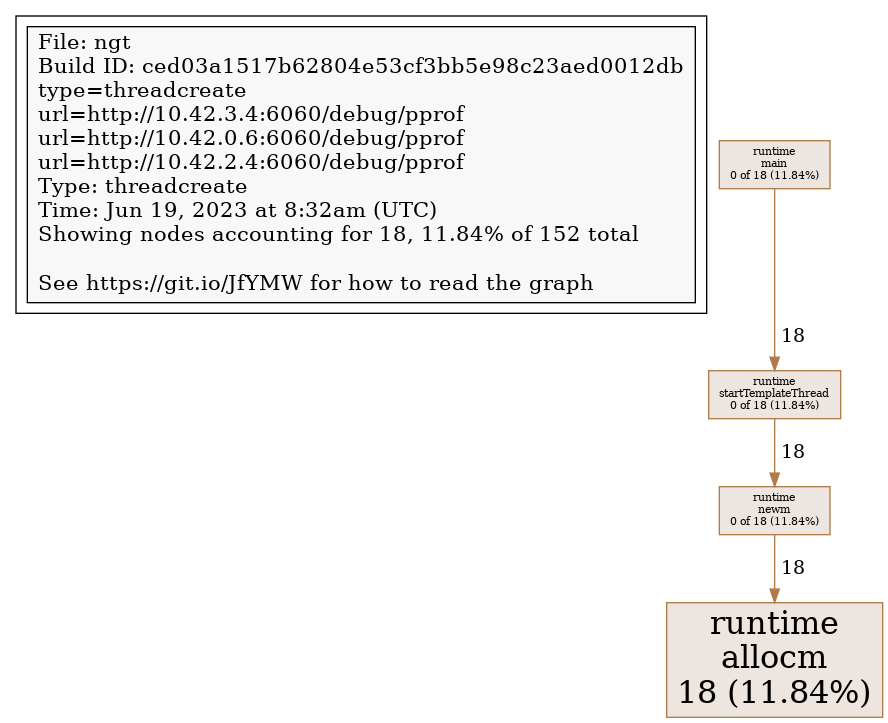 File: ngt
Build ID: ced03a1517b62804e53cf3bb5e98c23aed0012db
type=threadcreate
url=http://10.42.3.4:6060/debug/pprof
url=http://10.42.0.6:6060/debug/pprof
url=http://10.42.2.4:6060/debug/pprof
Type: threadcreate
Time: Jun 19, 2023 at 8:32am (UTC)
Showing nodes accounting for 18, 11.84% of 152 total
See https://git.io/JfYMW for how to read the graph
runtime
main
0 of 18 (11.84%)
18
runtime
startTemplateThread
0 of 18 (11.84%)
18
runtime
newm
0 of 18 (11.84%)
18
runtime
allocm
18 (11.84%)